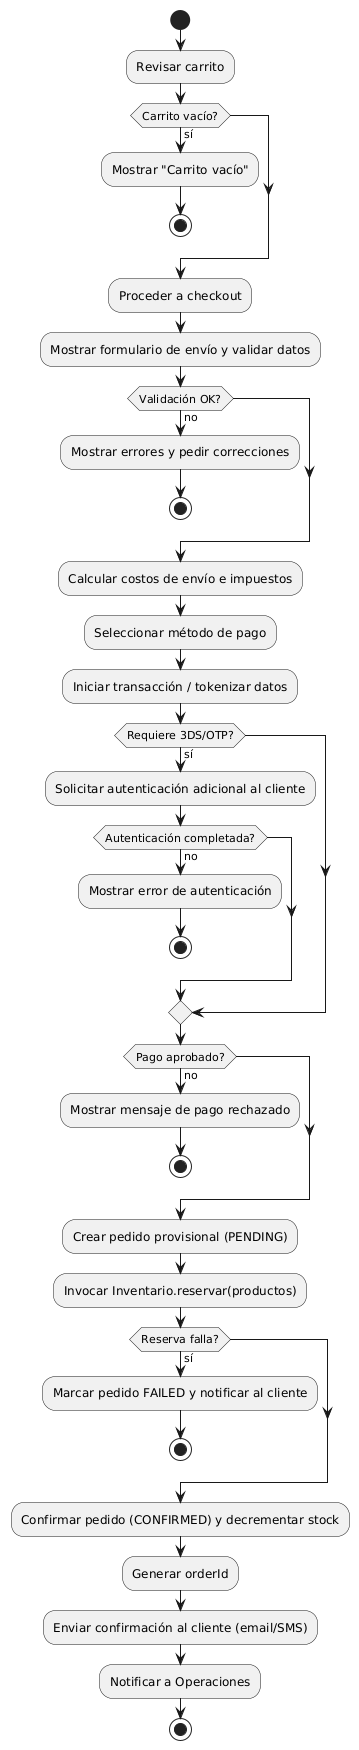 Revisar carrito
Carrito vacío?
sí
Mostrar "Carrito vacío"
Proceder a checkout
Mostrar formulario de envío y validar datos
Validación OK?
no
Mostrar errores y pedir correcciones
Calcular costos de envío e impuestos
Seleccionar método de pago
Iniciar transacción / tokenizar datos
Requiere 3DS/OTP?
sí
Solicitar autenticación adicional al cliente
Autenticación completada?
no
Mostrar error de autenticación
Pago aprobado?
no
Mostrar mensaje de pago rechazado
Crear pedido provisional (PENDING)
Invocar Inventario.reservar(productos)
Reserva falla?
sí
Marcar pedido FAILED y notificar al cliente
Confirmar pedido (CONFIRMED) y decrementar stock
Generar orderId
Enviar confirmación al cliente (email/SMS)
Notificar a Operaciones